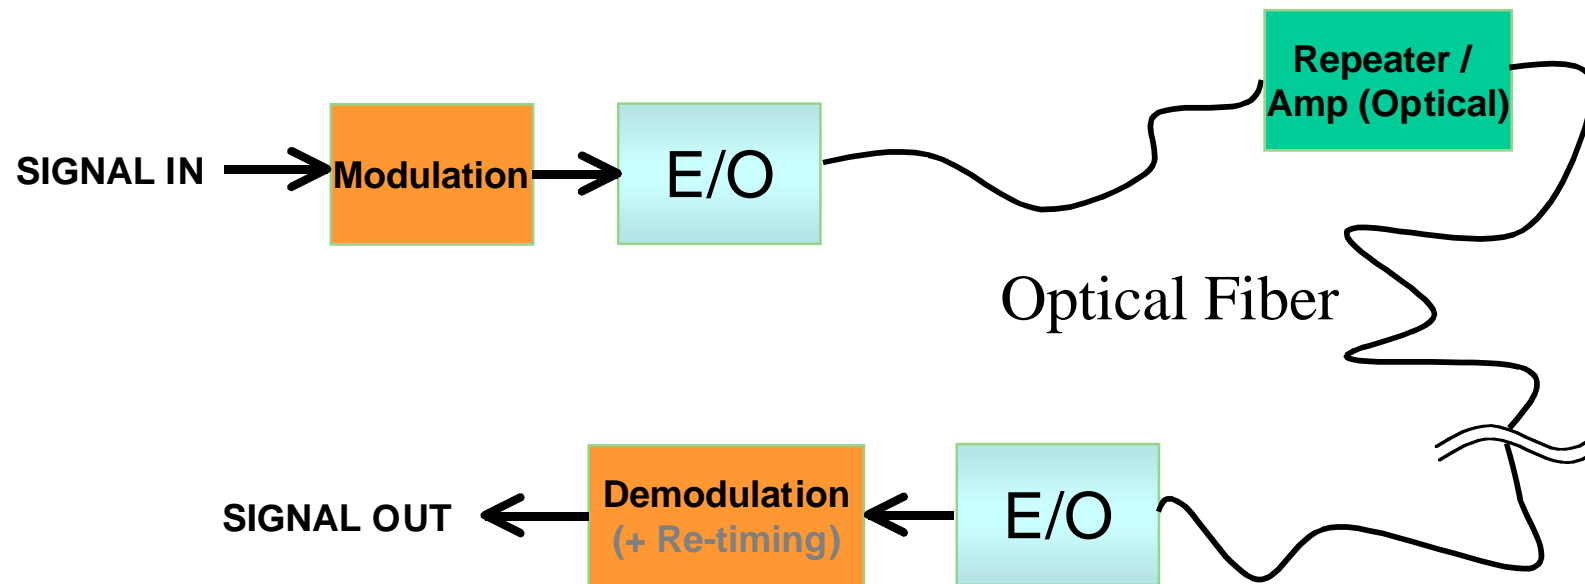 Repeater /
Amp (Optical)
SIGNAL IN
Modulation
E/O
Optical Fiber
SIGNAL OUT
Demodulation
(+ Re-timing)
E/O